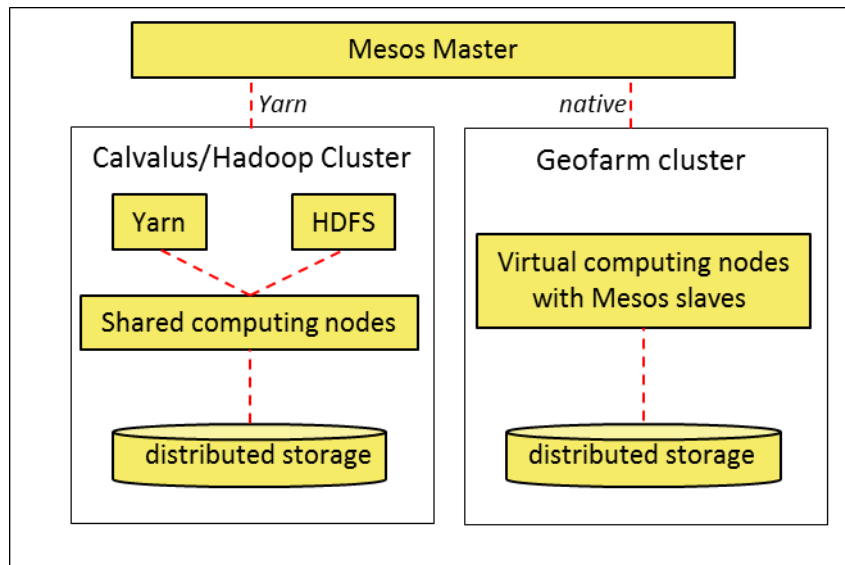 Mesos Master
Yarn
native
Calvalus/Hadoop Cluster
Yarn
HDFS
Shared computing nodes
distributed storage
Geofarm cluster
Virtual computing nodes
with Mesos slaves
distributed storage